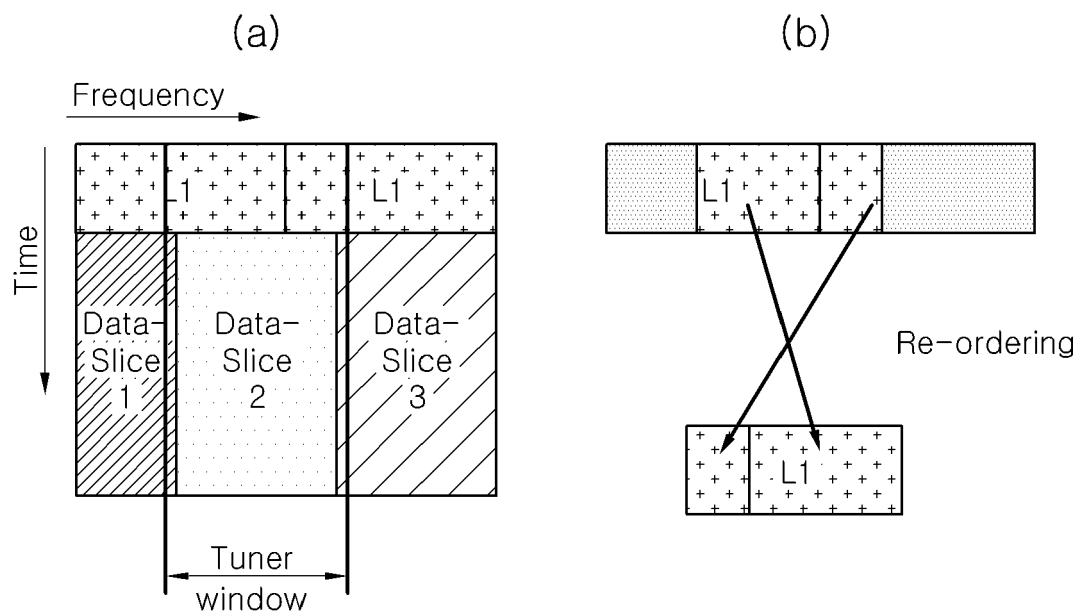 (a)
(b)
Frequency
Time
L1
L1
Data-
Slice
1
Data-
Slice
2
Data-
Slice
3
Tuner
window
L1
Re-ordering
L1